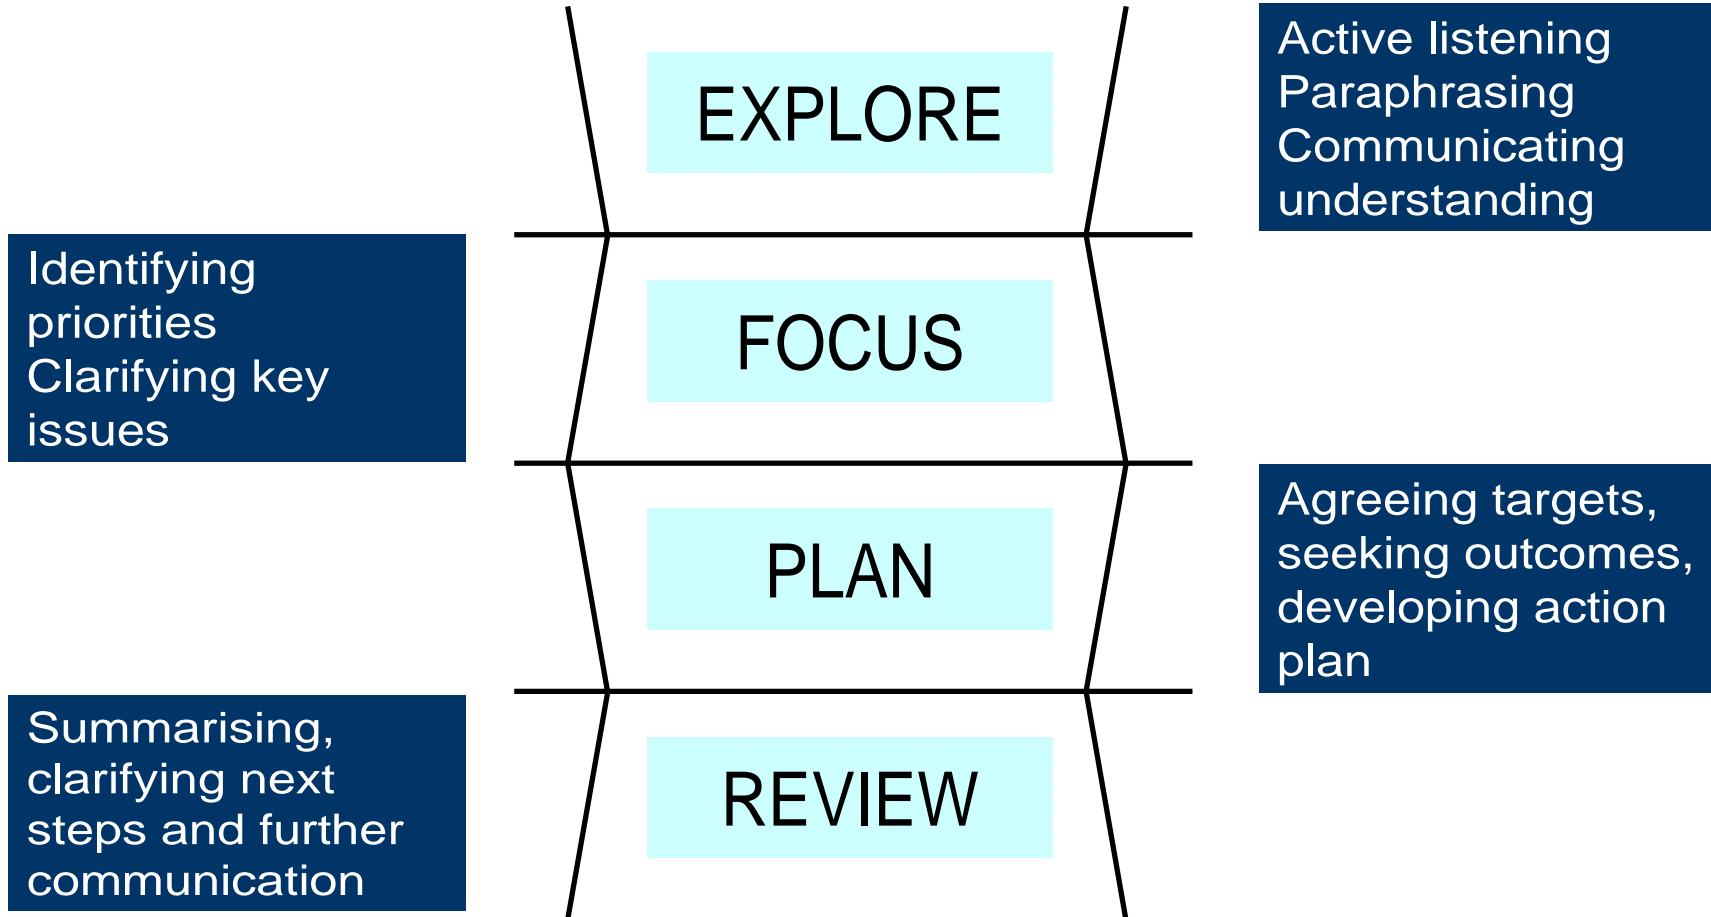 EXPLORE
Active listening
Paraphrasing
Communicating
understanding
Identifying
priorities
Clarifying key
issues
FOCUS
PLAN
Agreeing targets,
seeking outcomes,
developing action
plan
Summarising,
clarifying next
steps and further
communication
REVIEW